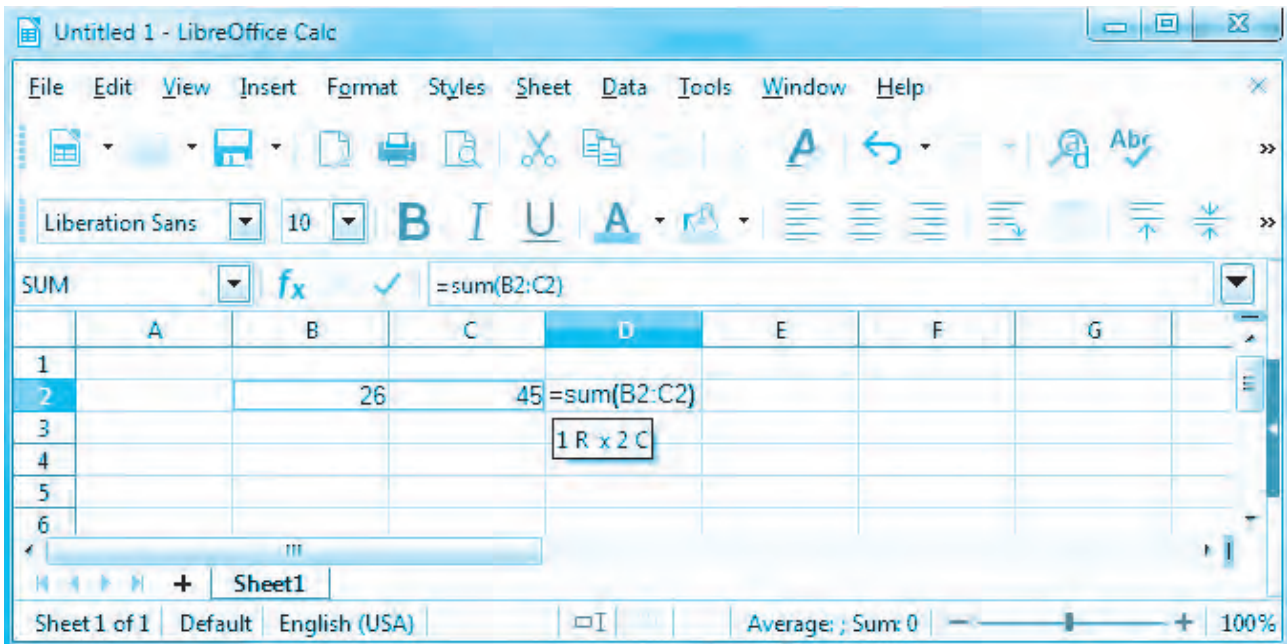 Untitled 1 - LibreOffice Calc
File Edit View Insert Format Styles Sheet Data Tools Window Help
Abc
Liberation Sans 10 B I U A
SUM fx =sum(B2:C2)
A B C D E F G
1
2 26 45 =sum(B2:C2)
3
1 R x 2 C
4
5
6
Sheet1
Sheet 1 of 1 Default English (USA) Average: ; Sum: 0 100%